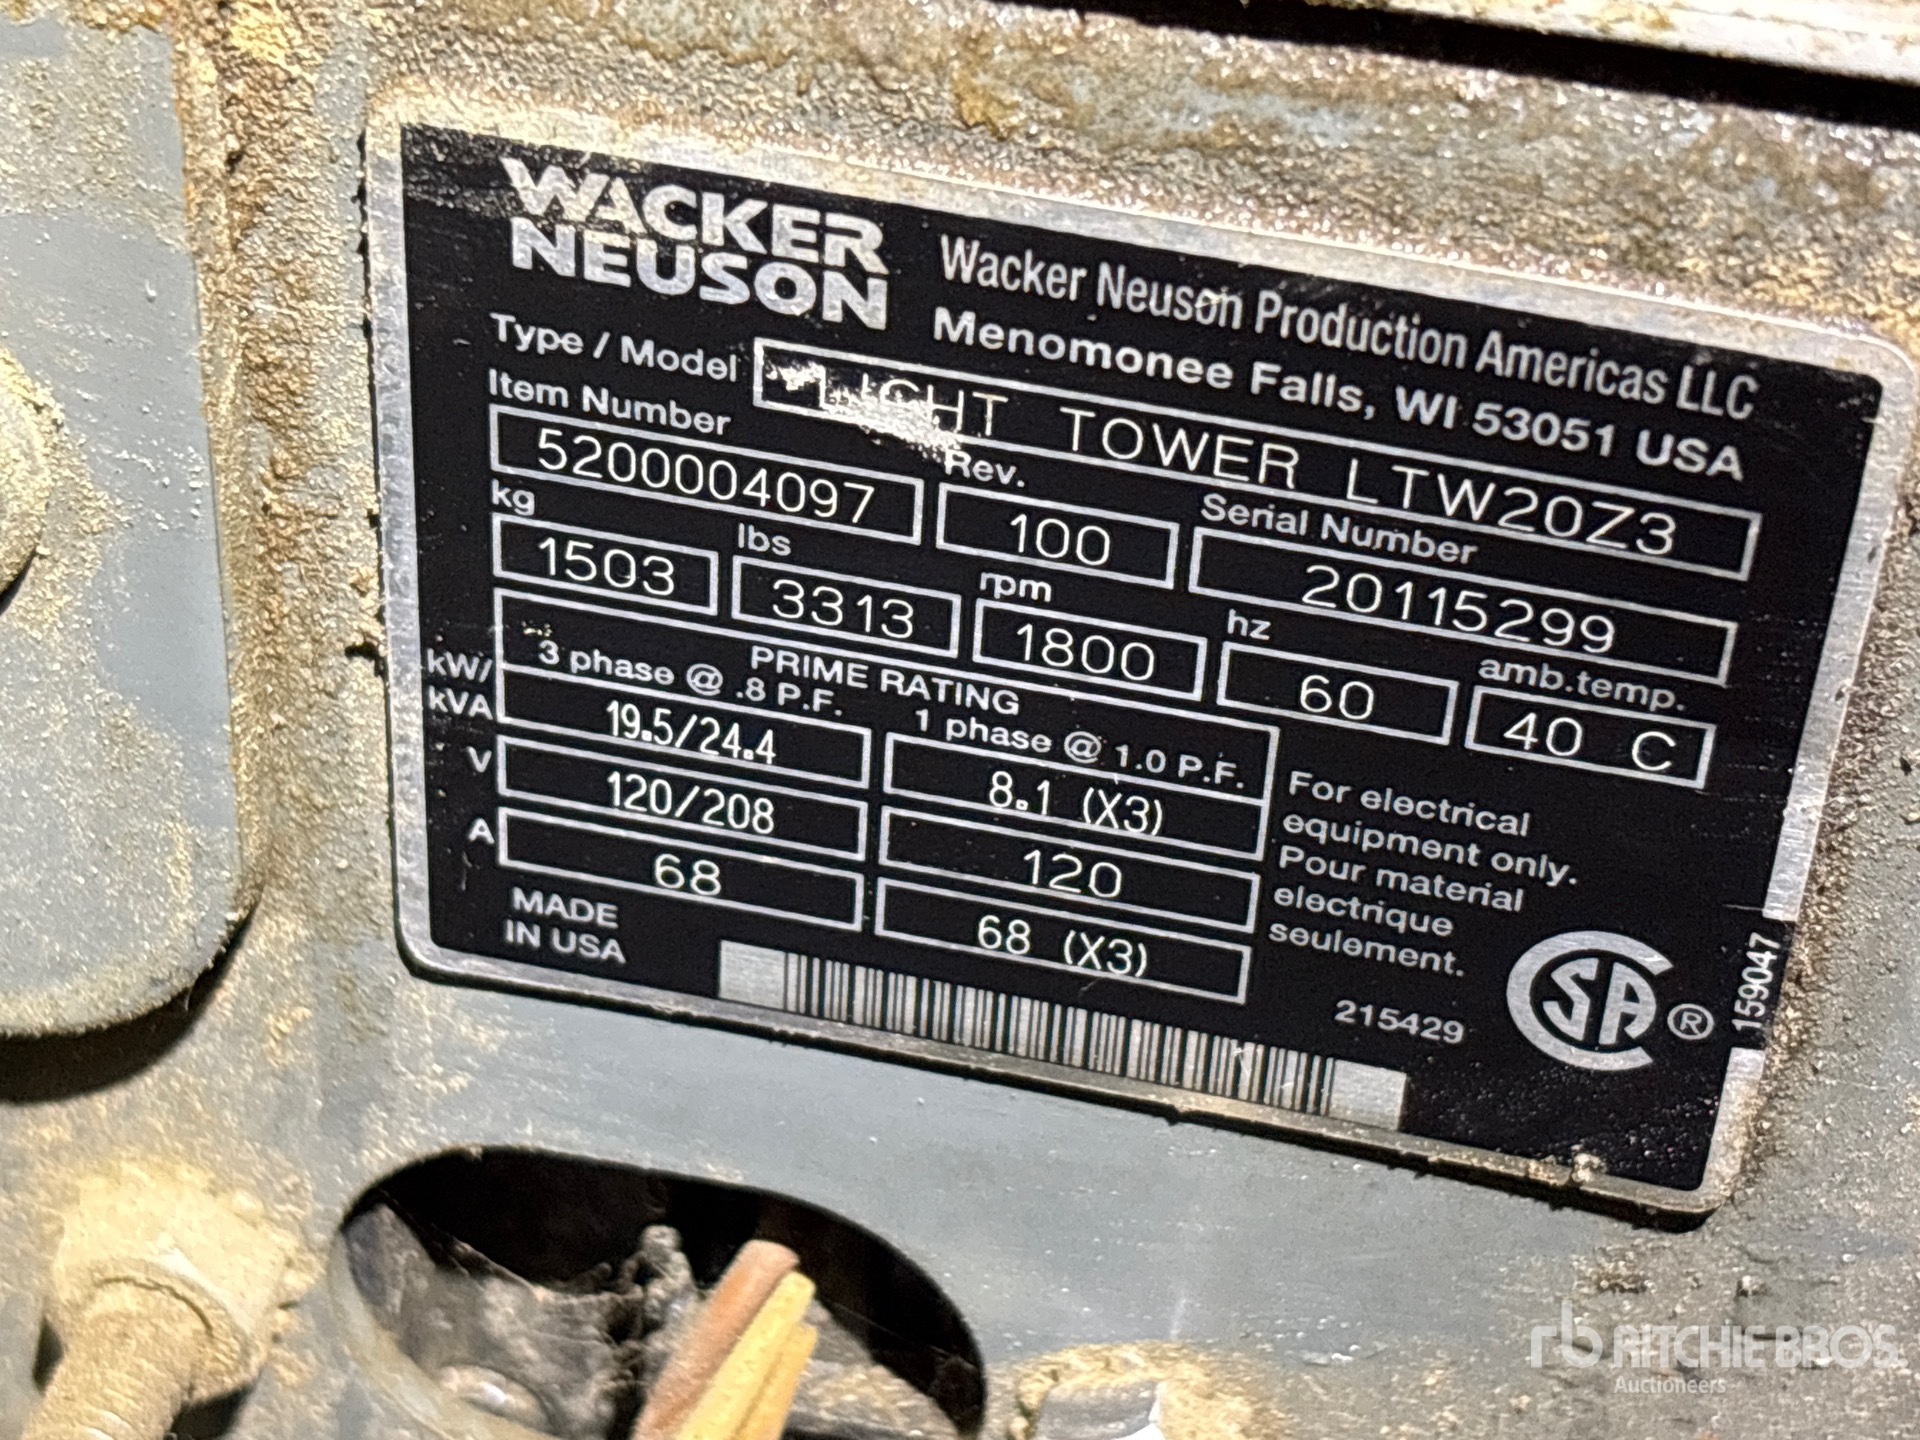 WACKER
NEUSON
Wacker Neuson Production Americas LLC
Menomonee Falls, WI 53051 USA
Type / Model LIGHT TOWER LTW20Z3
Item Number Rev. Serial Number
5200004097 100 20115299
kg lbs rpm hz amb.temp.
1503 3313 1800 60 40 C
PRIME RATING
3 phase @ .8 P.F. 1 phase @ 1.0 P.F.
kW/
kVA 19.5/24.4 8.1 (X3)
V 120/208 120
A 68 68 (X3)
For electrical
equipment only.
Pour material
electrique
seulement.
MADE
IN USA
215429
SA ®
159047
rb RITCHIE BROS.
Auctioneers